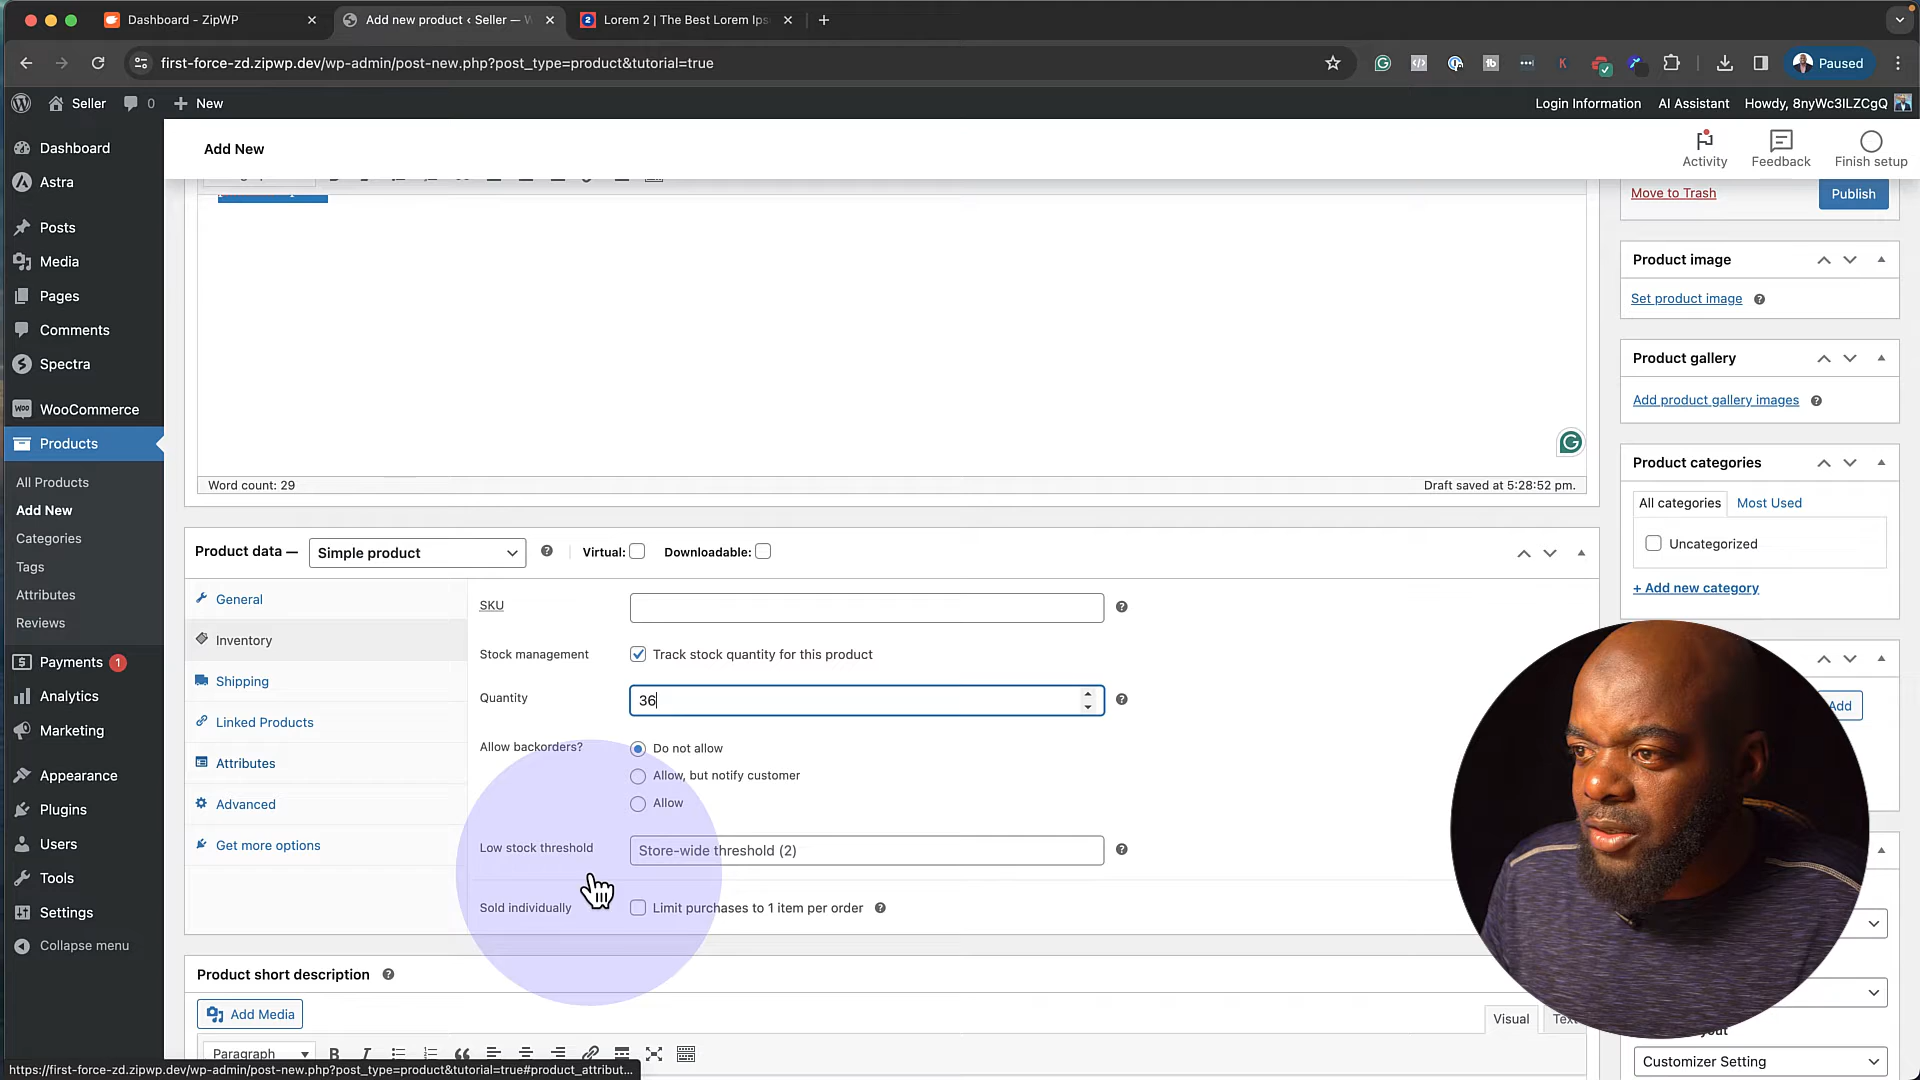 Dashboard - ZipWP
Add new product ‹ Seller —
Lorem 2 | The Best Lorem Ips
first-force-zd.zipwp.dev/wp-admin/post-new.php?post_type=product&tutorial=true
Paused
Seller
0
New
Login Information
AI Assistant
Howdy, 8nyWc3ILZCgQ
Dashboard
Astra
Posts
Media
Pages
Comments
Spectra
WooCommerce
Products
All Products
Add New
Categories
Tags
Attributes
Reviews
Payments 1
Analytics
Marketing
Appearance
Plugins
Users
Tools
Settings
Collapse menu
Add New
Activity
Feedback
Finish setup
Move to Trash
Publish
Word count: 29
Draft saved at 5:28:52 pm.
Product data —
Simple product
Virtual:
Downloadable:
General
Inventory
Shipping
Linked Products
Attributes
Advanced
Get more options
SKU
Stock management
Track stock quantity for this product
Quantity
36
Allow backorders?
Do not allow
Allow, but notify customer
Allow
Low stock threshold
Store-wide threshold (2)
Sold individually
Limit purchases to 1 item per order
Product short description
Add Media
Visual
Paragraph
Product image
Set product image
Product gallery
Add product gallery images
Product categories
All categories
Most Used
Uncategorized
+ Add new category
Customizer Setting
https://first-force-zd.zipwp.dev/wp-admin/post-new.php?post_type=product&tutorial=true#product_attribut...